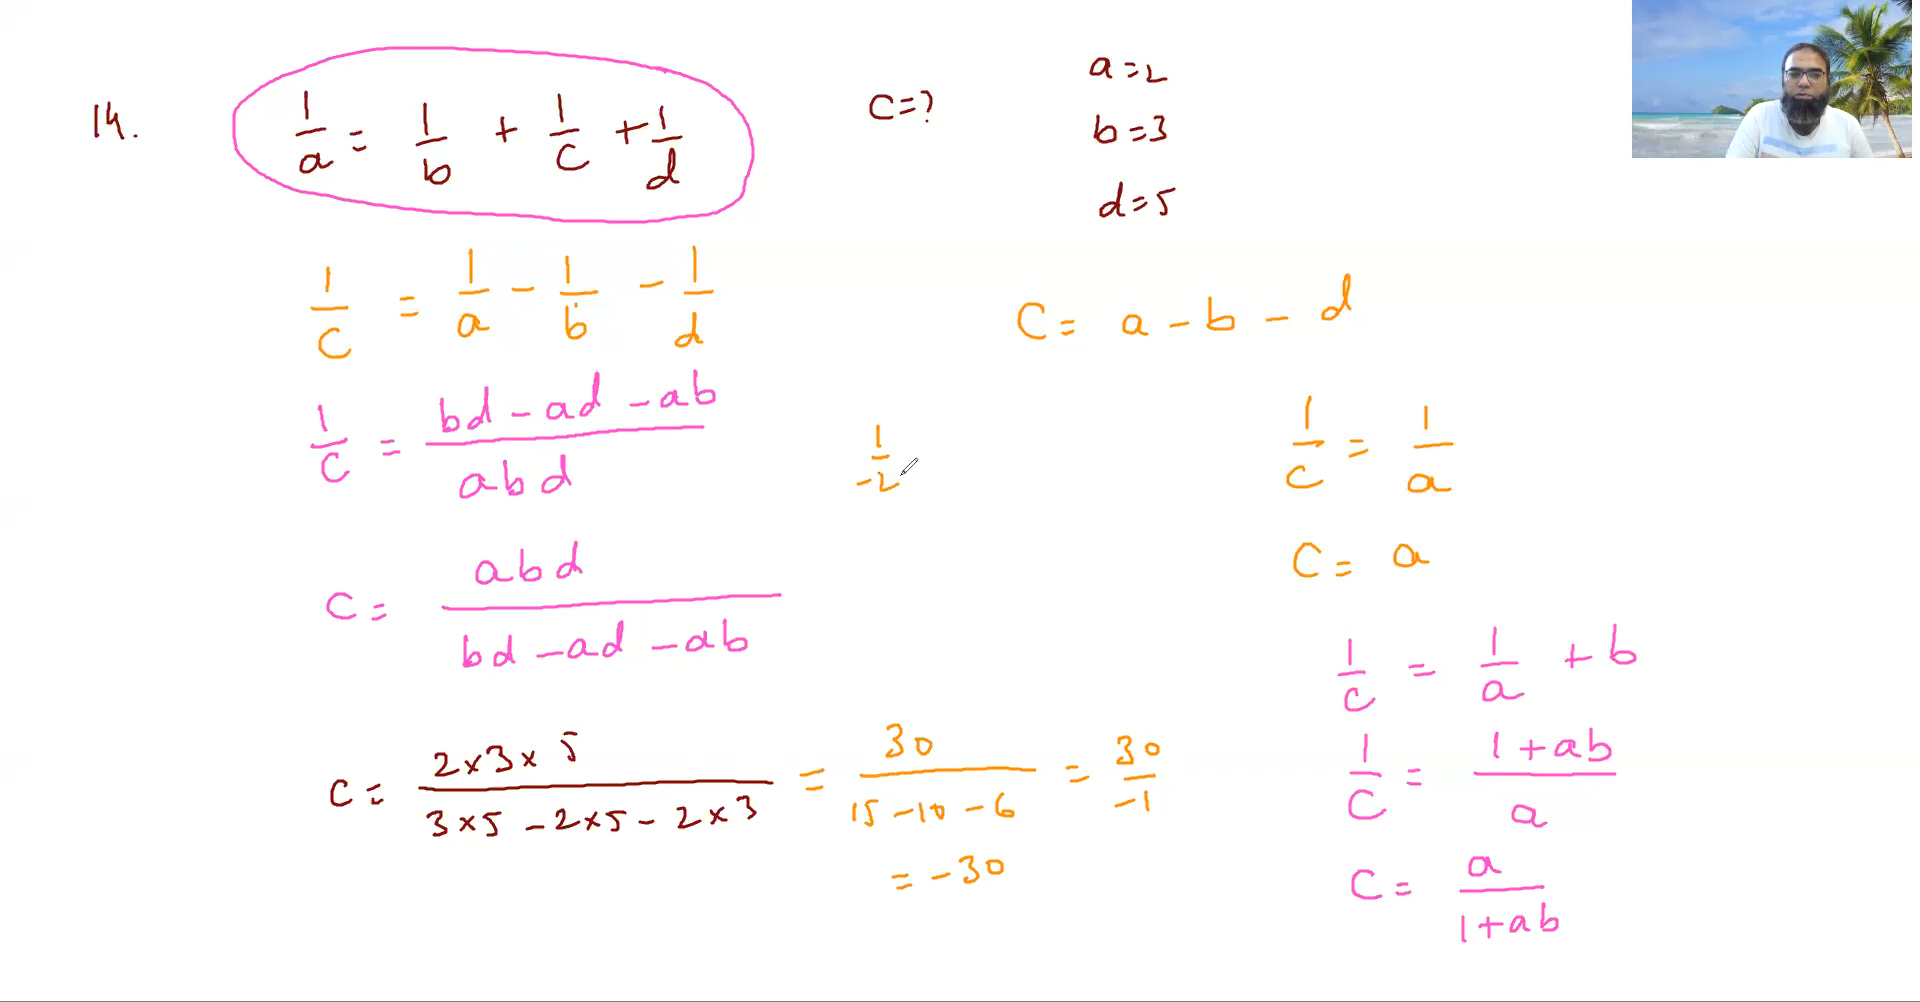 14. 1/a = 1/b + 1/c + 1/d
c=?
a=2
b=3
d=5
1/c = 1/a - 1/b - 1/d
c = a - b - d
1/c = bd - ad - ab / abd
1/-2
1/c = 1/a
c = abd / bd - ad - ab
c = a
1/c = 1/a + b
c = 2×3×5 / 3×5 - 2×5 - 2×3 = 30 / 15 - 10 - 6 = 30/-1
= -30
1/c = 1+ab / a
c = a / 1+ab